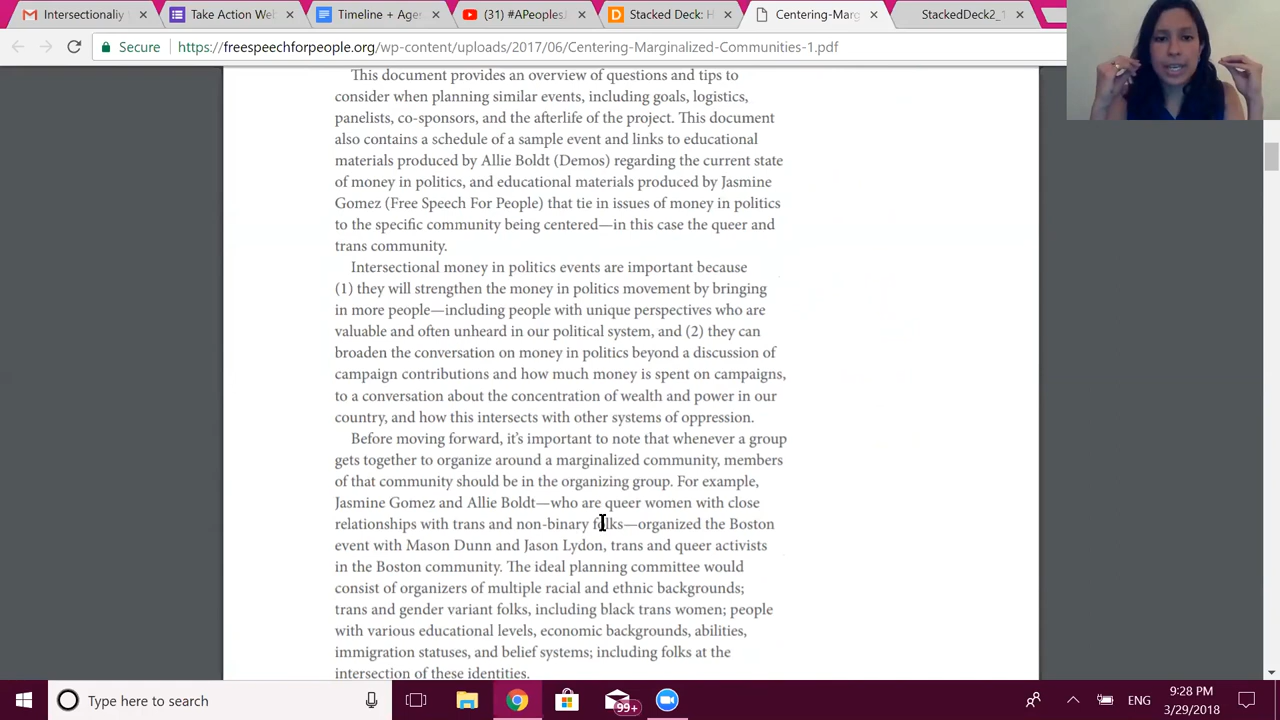 Intersectionaliy
Take Action We
Timeline + Age
(31) #APeoplesJ
Stacked Deck: H
Centering-Marg
StackedDeck2_1
Secure
https://freespeechforpeople.org/wp-content/uploads/2017/06/Centering-Marginalized-Communities-1.pdf
This document provides an overview of questions and tips to
consider when planning similar events, including goals, logistics,
panelists, co-sponsors, and the afterlife of the project. This document
also contains a schedule of a sample event and links to educational
materials produced by Allie Boldt (Demos) regarding the current state
of money in politics, and educational materials produced by Jasmine
Gomez (Free Speech For People) that tie in issues of money in politics
to the specific community being centered—in this case the queer and
trans community.
Intersectional money in politics events are important because
(1) they will strengthen the money in politics movement by bringing
in more people—including people with unique perspectives who are
valuable and often unheard in our political system, and (2) they can
broaden the conversation on money in politics beyond a discussion of
campaign contributions and how much money is spent on campaigns,
to a conversation about the concentration of wealth and power in our
country, and how this intersects with other systems of oppression.
Before moving forward, it's important to note that whenever a group
gets together to organize around a marginalized community, members
of that community should be in the organizing group. For example,
Jasmine Gomez and Allie Boldt—who are queer women with close
relationships with trans and non-binary folks—organized the Boston
event with Mason Dunn and Jason Lydon, trans and queer activists
in the Boston community. The ideal planning committee would
consist of organizers of multiple racial and ethnic backgrounds;
trans and gender variant folks, including black trans women; people
with various educational levels, economic backgrounds, abilities,
immigration statuses, and belief systems; including folks at the
intersection of these identities.
Type here to search
99+
ENG
9:28 PM
3/29/2018